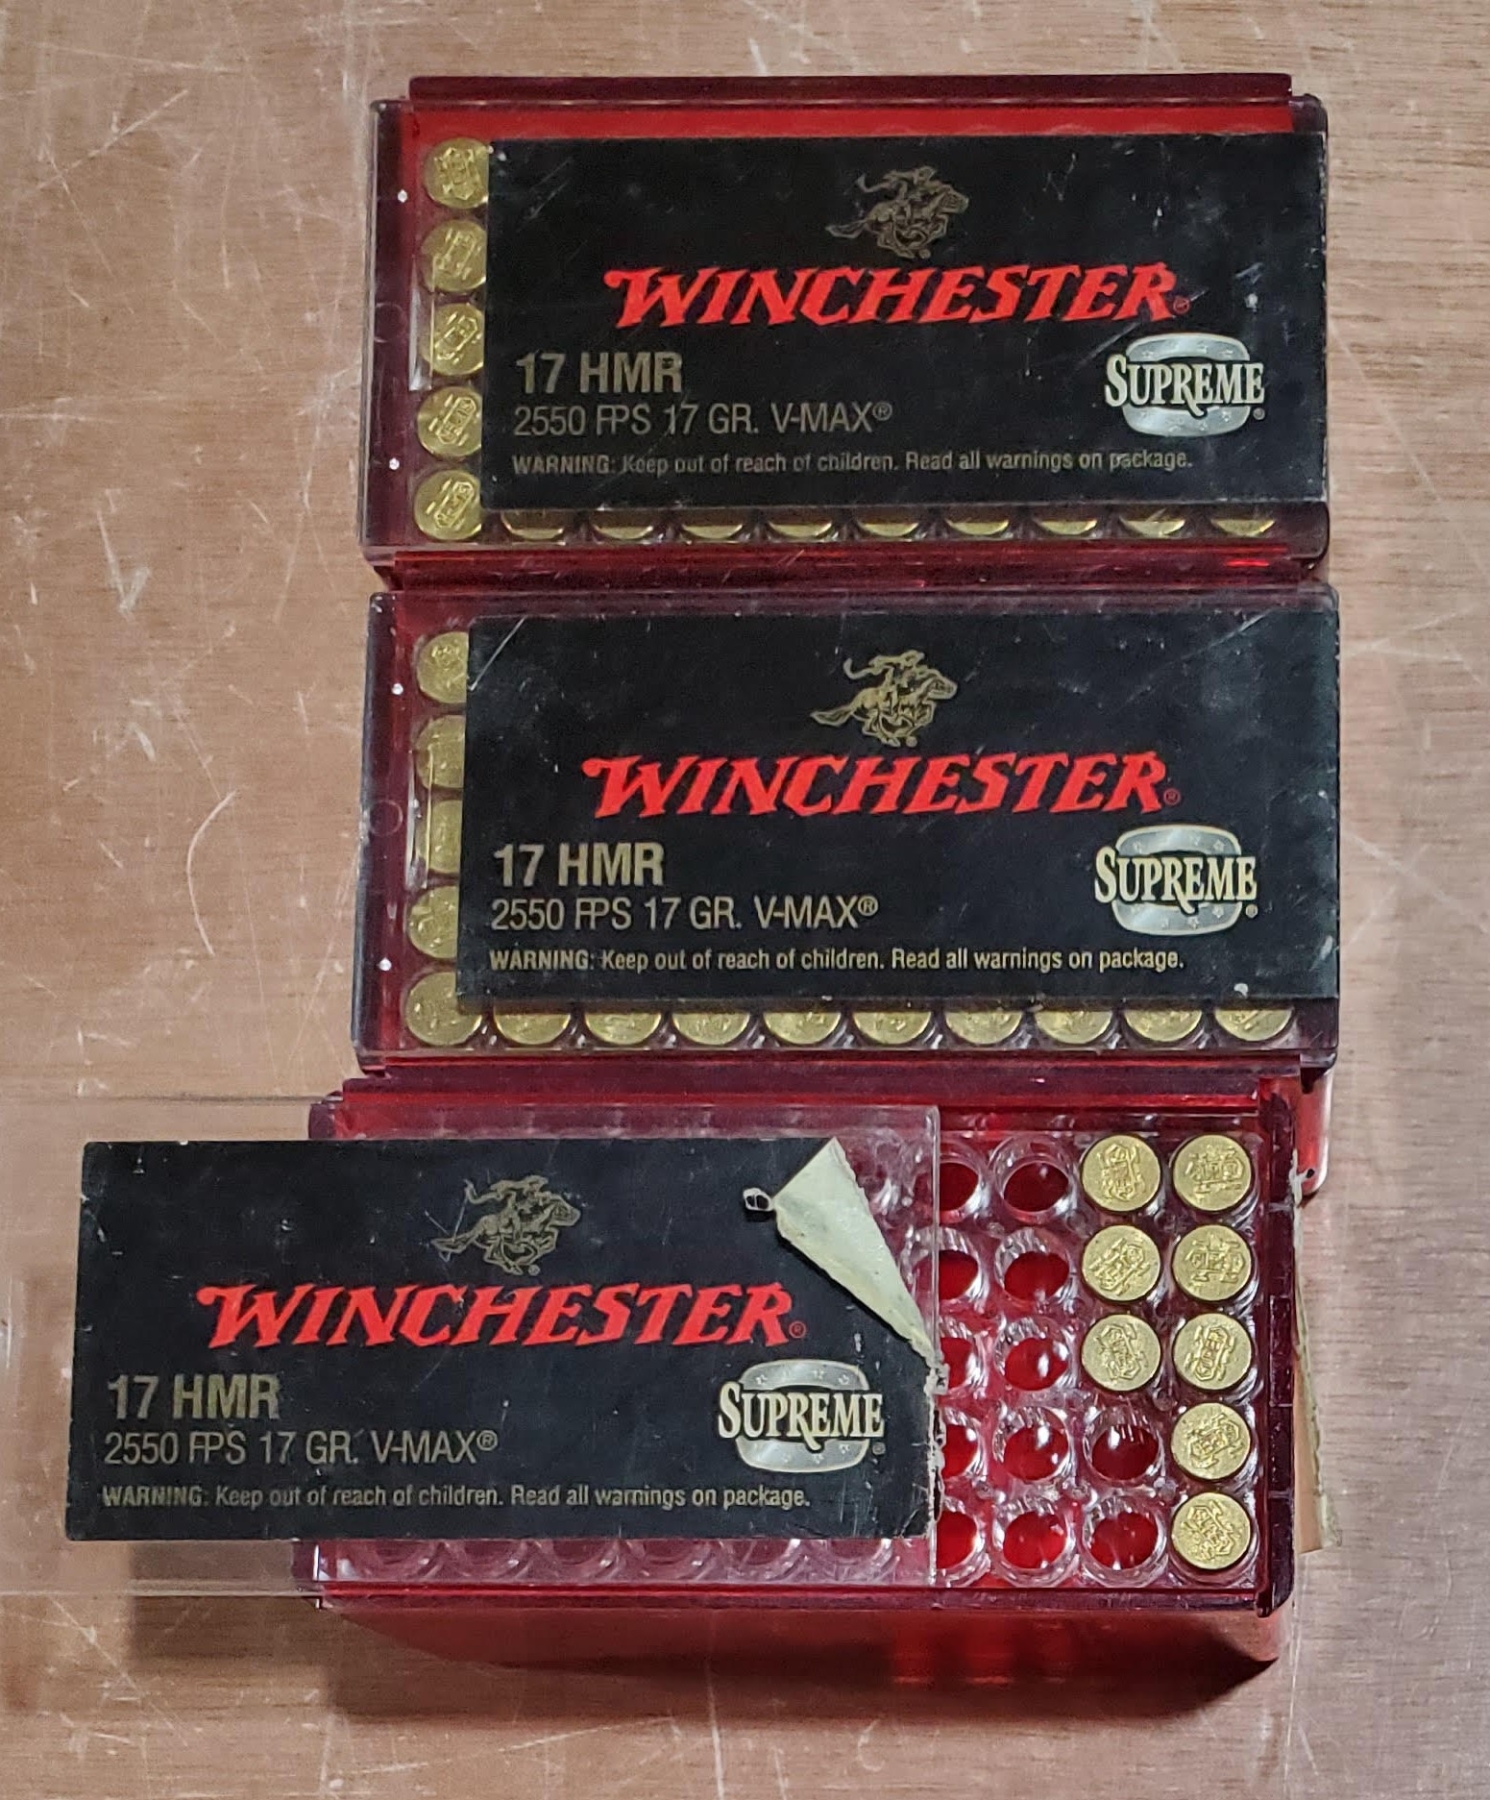 WINCHESTER®
17 HMR
2550 FPS 17 GR. V-MAX®
SUPREME®
WARNING: Keep out of reach of children. Read all warnings on package.
WINCHESTER®
17 HMR
2550 FPS 17 GR. V-MAX®
SUPREME®
WARNING: Keep out of reach of children. Read all warnings on package.
WINCHESTER®
17 HMR
2550 FPS 17 GR. V-MAX®
SUPREME®
WARNING: Keep out of reach of children. Read all warnings on package.